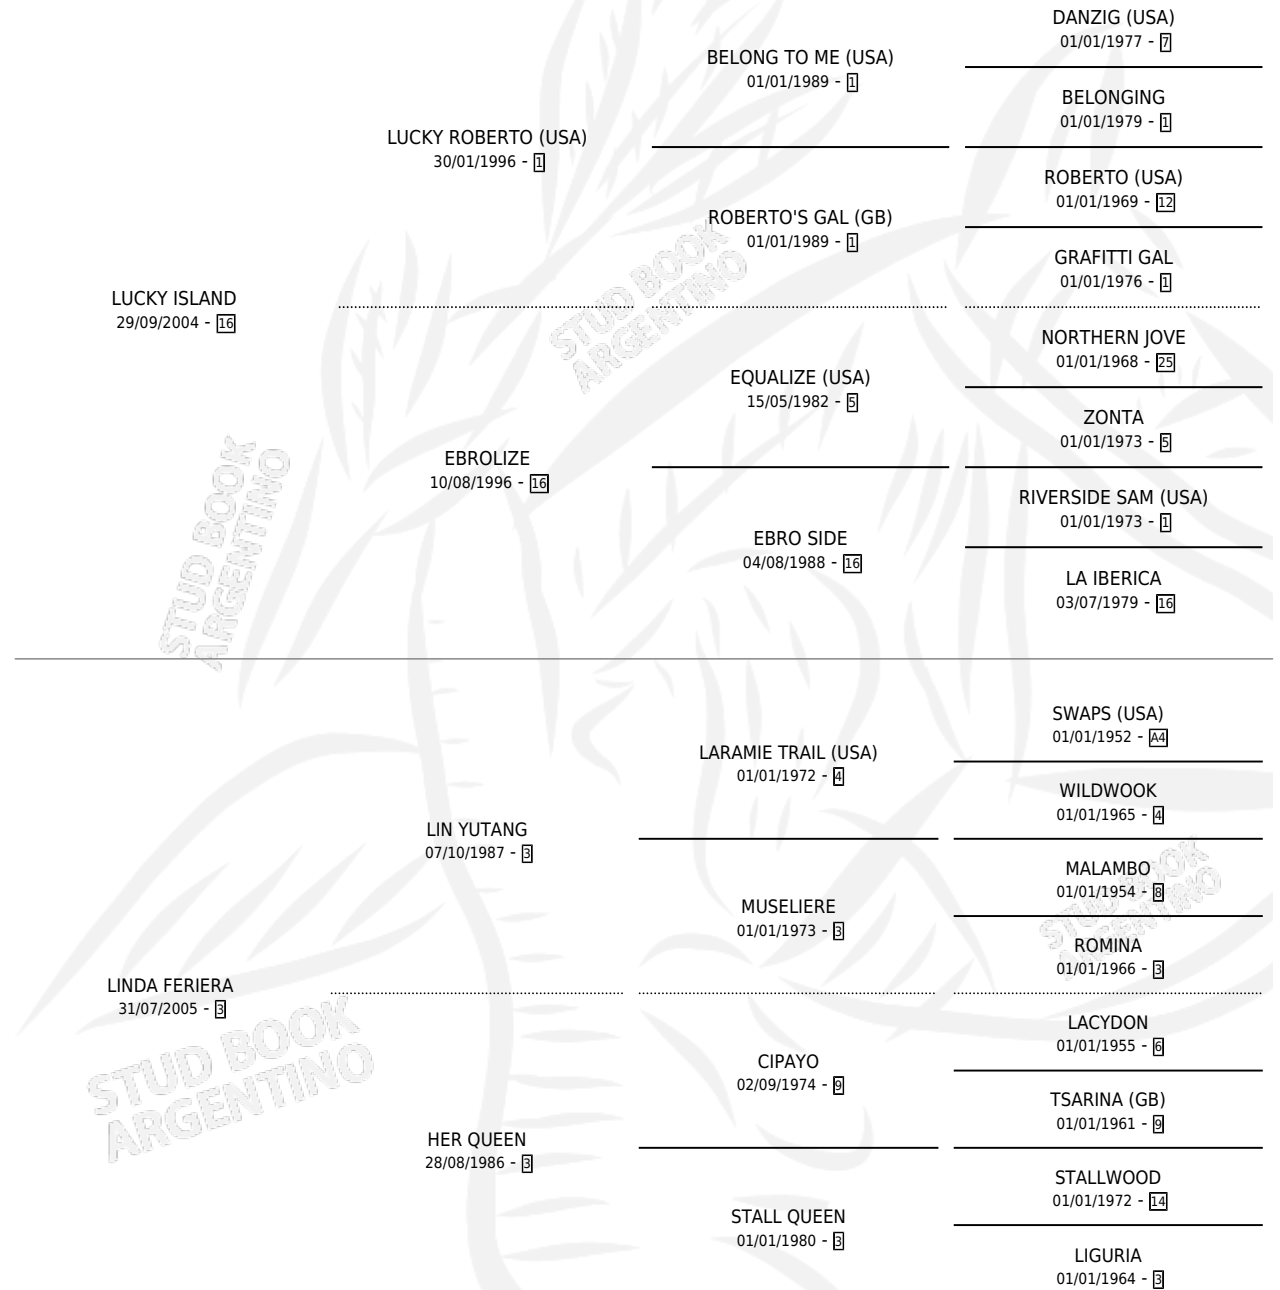 DANZIG (USA)
01/01/1977 - 7
BELONG TO ME (USA)
01/01/1989 - 1
BELONGING
01/01/1979 - 1
LUCKY ROBERTO (USA)
30/01/1996 - 1
ROBERTO (USA)
01/01/1969 - 12
ROBERTO'S GAL (GB)
01/01/1989 - 1
GRAFITTI GAL
01/01/1976 - 1
LUCKY ISLAND
29/09/2004 - 16
STUD BOOK
ARGENTINO
NORTHERN JOVE
01/01/1968 - 25
EQUALIZE (USA)
15/05/1982 - 5
ZONTA
01/01/1973 - 5
EBROLIZE
10/08/1996 - 16
RIVERSIDE SAM (USA)
01/01/1973 - 1
EBRO SIDE
04/08/1988 - 16
LA IBERICA
03/07/1979 - 16
STUD BOOK
ARGENTINO
SWAPS (USA)
01/01/1952 - A4
LARAMIE TRAIL (USA)
01/01/1972 - 4
WILDWOOK
01/01/1965 - 4
LIN YUTANG
07/10/1987 - 3
MALAMBO
01/01/1954 - 8
MUSELIERE
01/01/1973 - 3
STUD BOOK
ARGENTINO
ROMINA
01/01/1966 - 3
LINDA FERIERA
31/07/2005 - 3
LACYDON
01/01/1955 - 6
CIPAYO
02/09/1974 - 9
STUD BOOK
ARGENTINO
TSARINA (GB)
01/01/1961 - 9
HER QUEEN
28/08/1986 - 3
STALLWOOD
01/01/1972 - 14
STALL QUEEN
01/01/1980 - 3
LIGURIA
01/01/1964 - 3